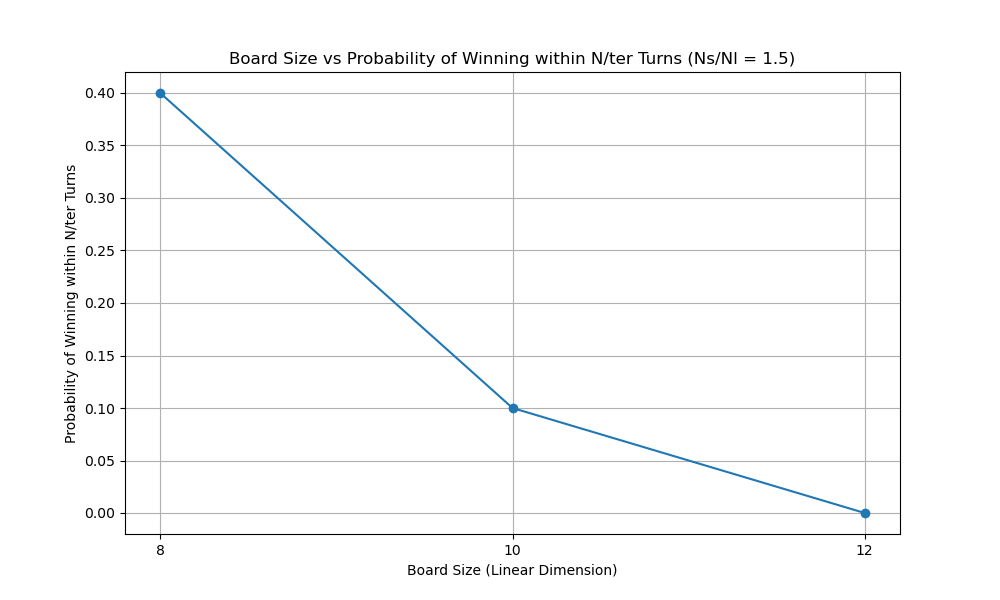 Board Size vs Probability of Winning within N/ter Turns (Ns/Nl = 1.5)
Probability of Winning within N/ter Turns
0.40
0.35
0.30
0.25
0.20
0.15
0.10
0.05
0.00
8 10 12
Board Size (Linear Dimension)